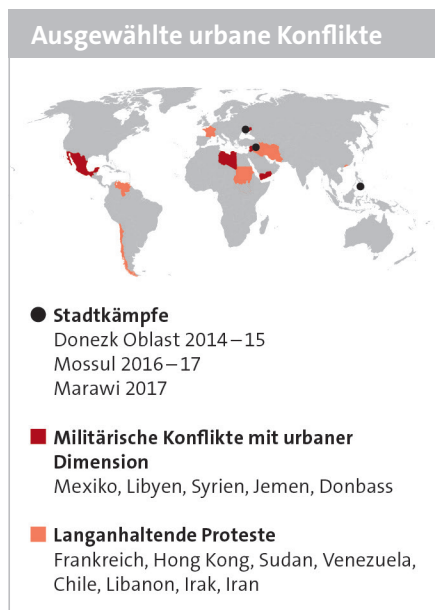 Ausgewählte urbane Konflikte
Stadtkämpfe
Donezk Oblast 2014–15
Mossul 2016–17
Marawi 2017
Militärische Konflikte mit urbaner
Dimension
Mexiko, Libyen, Syrien, Jemen, Donbass
Langanhaltende Proteste
Frankreich, Hong Kong, Sudan, Venezuela,
Chile, Libanon, Irak, Iran